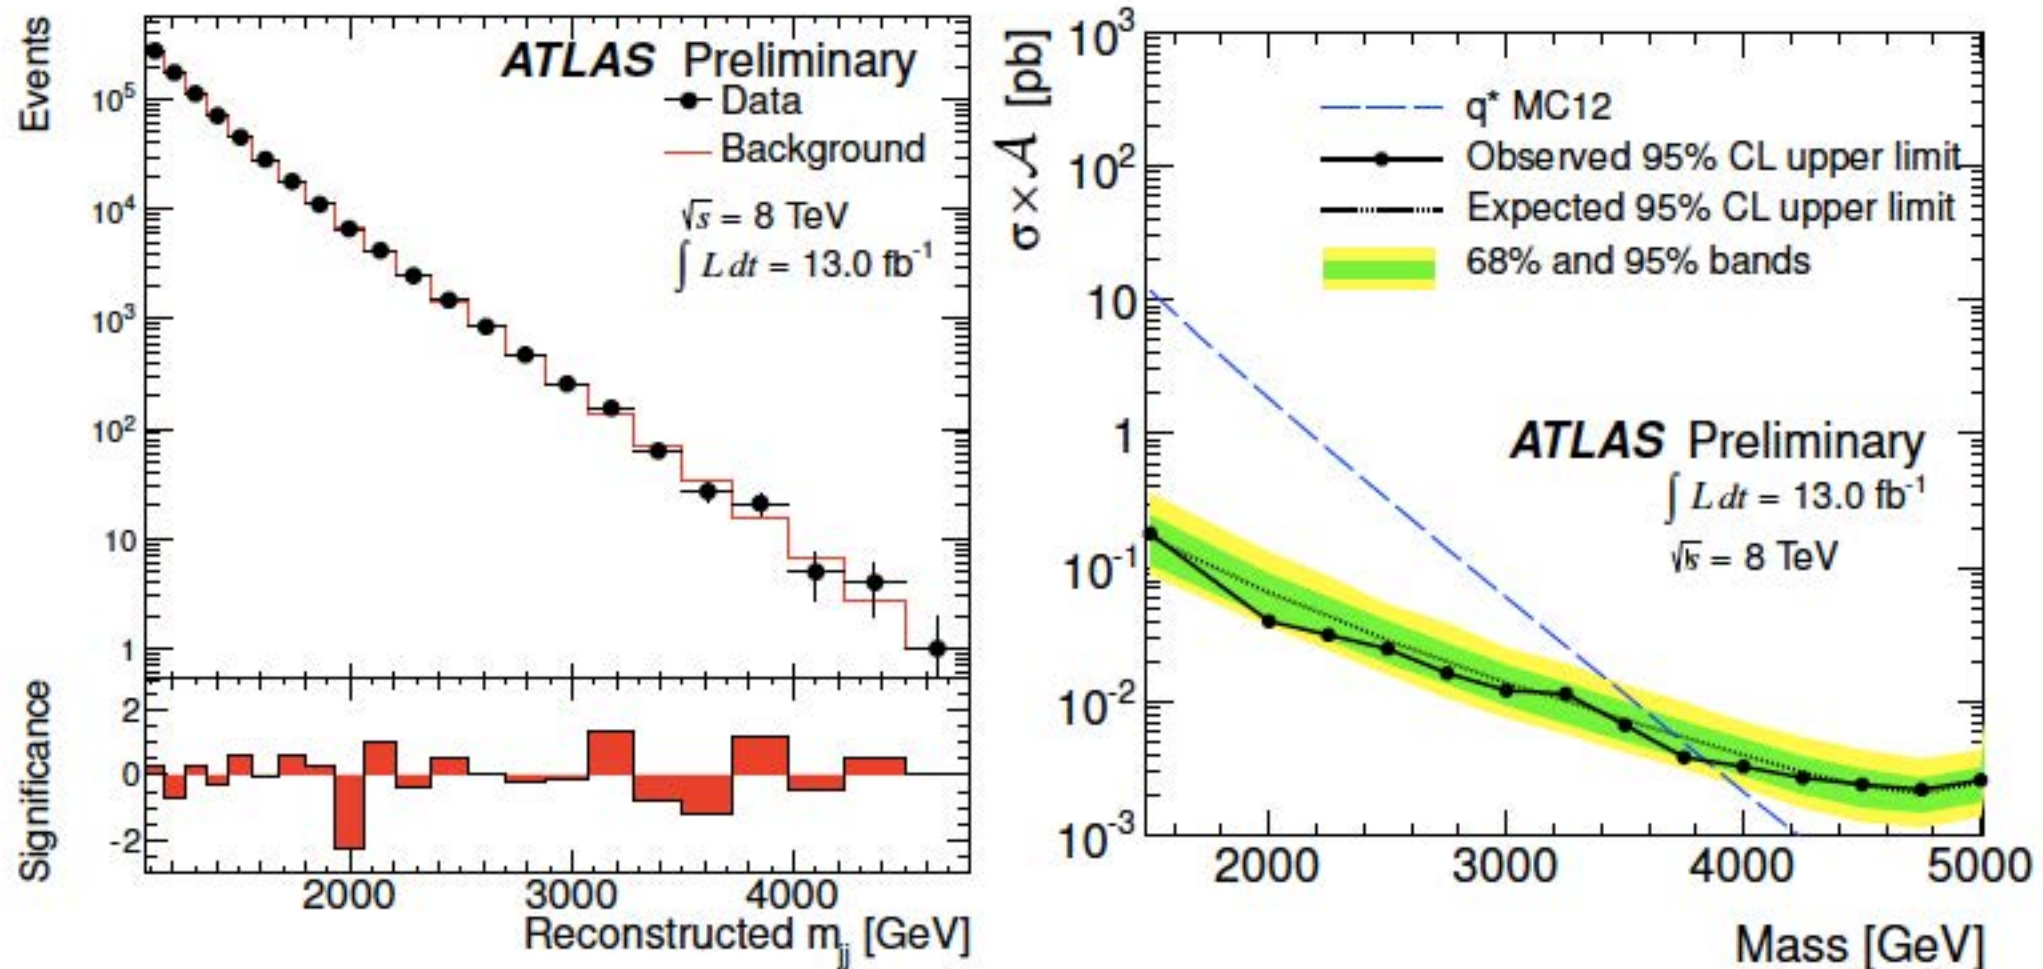 Events
ATLAS Preliminary
Data
Background
√s = 8 TeV
∫ L dt = 13.0 fb⁻¹
10⁵
10⁴
10³
10²
10
1
Significance
2
0
-2
2000 3000 4000
Reconstructed m_jj [GeV]
σ × 𝒜 [pb]
10³
10²
10
1
10⁻¹
10⁻²
10⁻³
q* MC12
Observed 95% CL upper limit
Expected 95% CL upper limit
68% and 95% bands
ATLAS Preliminary
∫ L dt = 13.0 fb⁻¹
√s = 8 TeV
2000 3000 4000 5000
Mass [GeV]